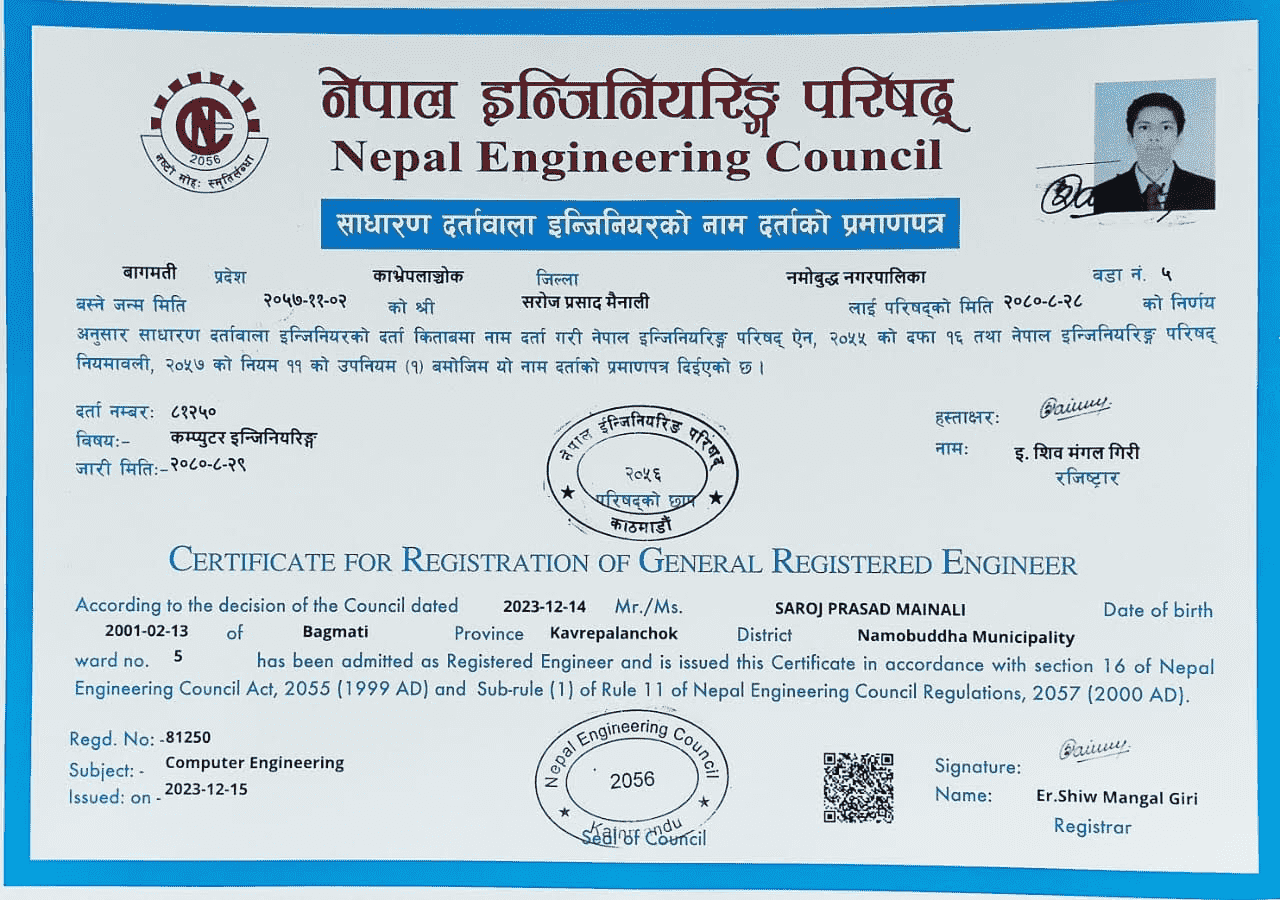 नेपाल इन्जिनियरिङ्ग परिषद्
Nepal Engineering Council
2056
नष्टो मोहः स्मृतिर्लब्धा
साधारण दर्तावाला इन्जिनियरको नाम दर्ताको प्रमाणपत्र
बागमती प्रदेश काभ्रेपलाञ्चोक जिल्ला नमोबुद्ध नगरपालिका वडा नं. ५
बस्ने जन्म मिति २०५७-११-०२ को श्री सरोज प्रसाद मैनाली लाई परिषद्को मिति २०८०-८-२८ को निर्णय
अनुसार साधारण दर्तावाला इन्जिनियरको दर्ता किताबमा नाम दर्ता गरी नेपाल इन्जिनियरिङ्ग परिषद् ऐन, २०५५ को दफा १६ तथा नेपाल इन्जिनियरिङ्ग परिषद्
नियमावली, २०५७ को नियम ११ को उपनियम (१) बमोजिम यो नाम दर्ताको प्रमाणपत्र दिईएको छ ।
दर्ता नम्बर: ८१२५०
विषय:- कम्प्युटर इन्जिनियरिङ्ग
जारी मिति:-२०८०-८-२९
नेपाल ईन्जिनियरिङ परिषद्
२०५६
परिषद्को छाप
काठमाडौं
हस्ताक्षर:
नाम: इ. शिव मंगल गिरी
रजिष्ट्रार
CERTIFICATE FOR REGISTRATION OF GENERAL REGISTERED ENGINEER
According to the decision of the Council dated 2023-12-14 Mr./Ms. SAROJ PRASAD MAINALI Date of birth
2001-02-13 of Bagmati Province Kavrepalanchok District Namobuddha Municipality
ward no. 5 has been admitted as Registered Engineer and is issued this Certificate in accordance with section 16 of Nepal
Engineering Council Act, 2055 (1999 AD) and Sub-rule (1) of Rule 11 of Nepal Engineering Council Regulations, 2057 (2000 AD).
Regd. No: -81250
Subject: - Computer Engineering
Issued: on - 2023-12-15
Nepal Engineering Council
2056
Kathmandu
Seal of Council
Signature:
Name: Er.Shiw Mangal Giri
Registrar